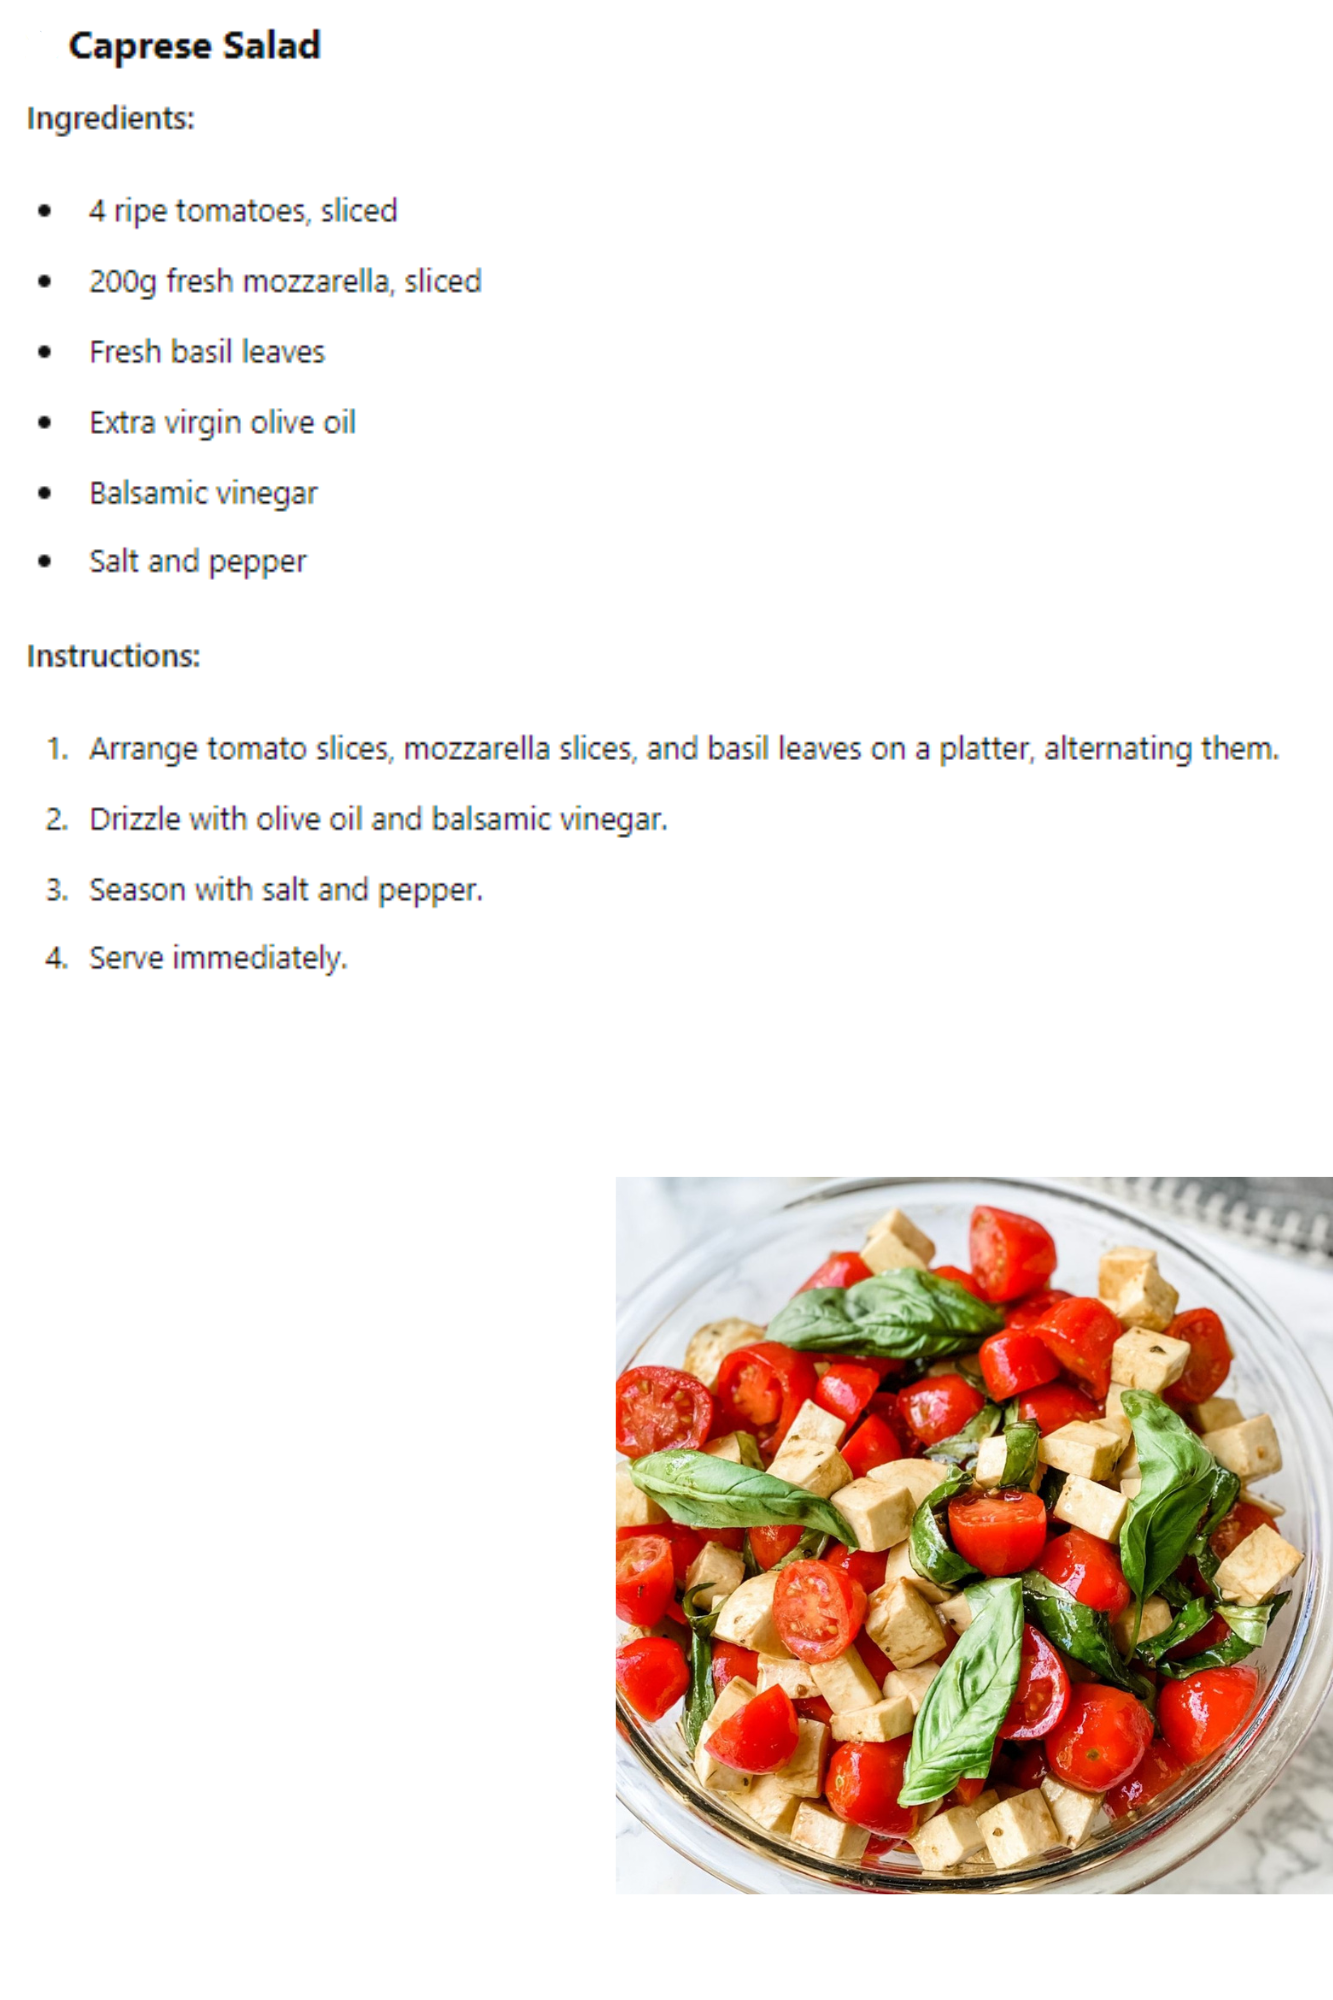 Caprese Salad
Ingredients:
• 4 ripe tomatoes, sliced
• 200g fresh mozzarella, sliced
• Fresh basil leaves
• Extra virgin olive oil
• Balsamic vinegar
• Salt and pepper
Instructions:
1. Arrange tomato slices, mozzarella slices, and basil leaves on a platter, alternating them.
2. Drizzle with olive oil and balsamic vinegar.
3. Season with salt and pepper.
4. Serve immediately.